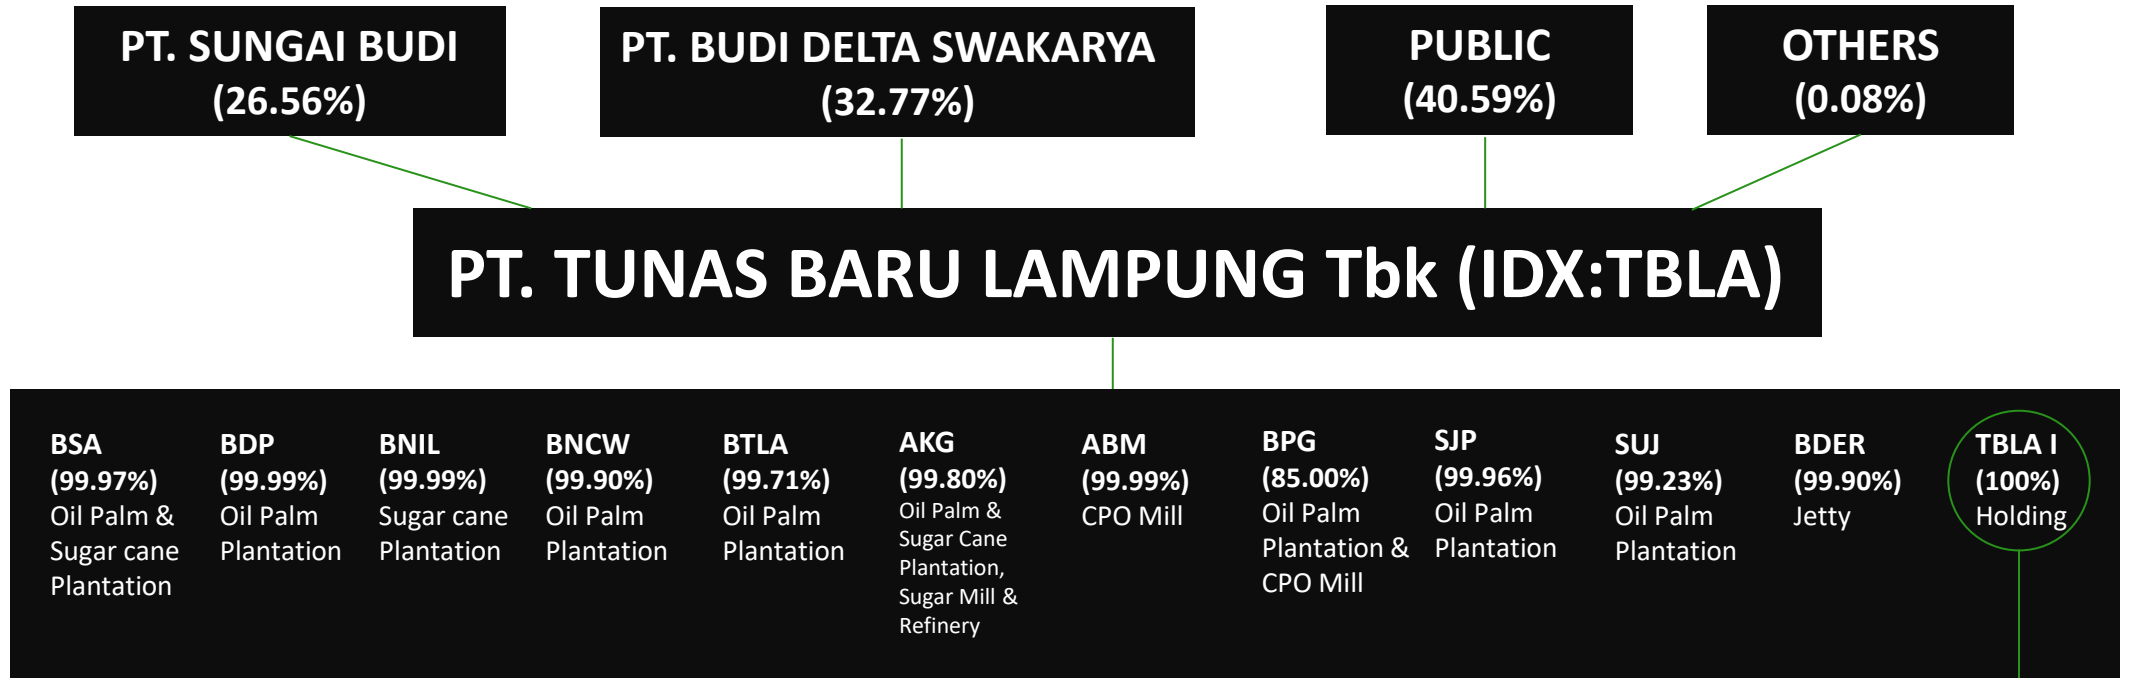 PT. SUNGAI BUDI
(26.56%)
PT. BUDI DELTA SWAKARYA
(32.77%)
PUBLIC
(40.59%)
OTHERS
(0.08%)
PT. TUNAS BARU LAMPUNG Tbk (IDX:TBLA)
BSA
(99.97%)
Oil Palm &
Sugar cane
Plantation
BDP
(99.99%)
Oil Palm
Plantation
BNIL
(99.99%)
Sugar cane
Plantation
BNCW
(99.90%)
Oil Palm
Plantation
BTLA
(99.71%)
Oil Palm
Plantation
AKG
(99.80%)
Oil Palm &
Sugar Cane
Plantation,
Sugar Mill &
Refinery
ABM
(99.99%)
CPO Mill
BPG
(85.00%)
Oil Palm
Plantation &
CPO Mill
SJP
(99.96%)
Oil Palm
Plantation
SUJ
(99.23%)
Oil Palm
Plantation
BDER
(99.90%)
Jetty
TBLA I
(100%)
Holding